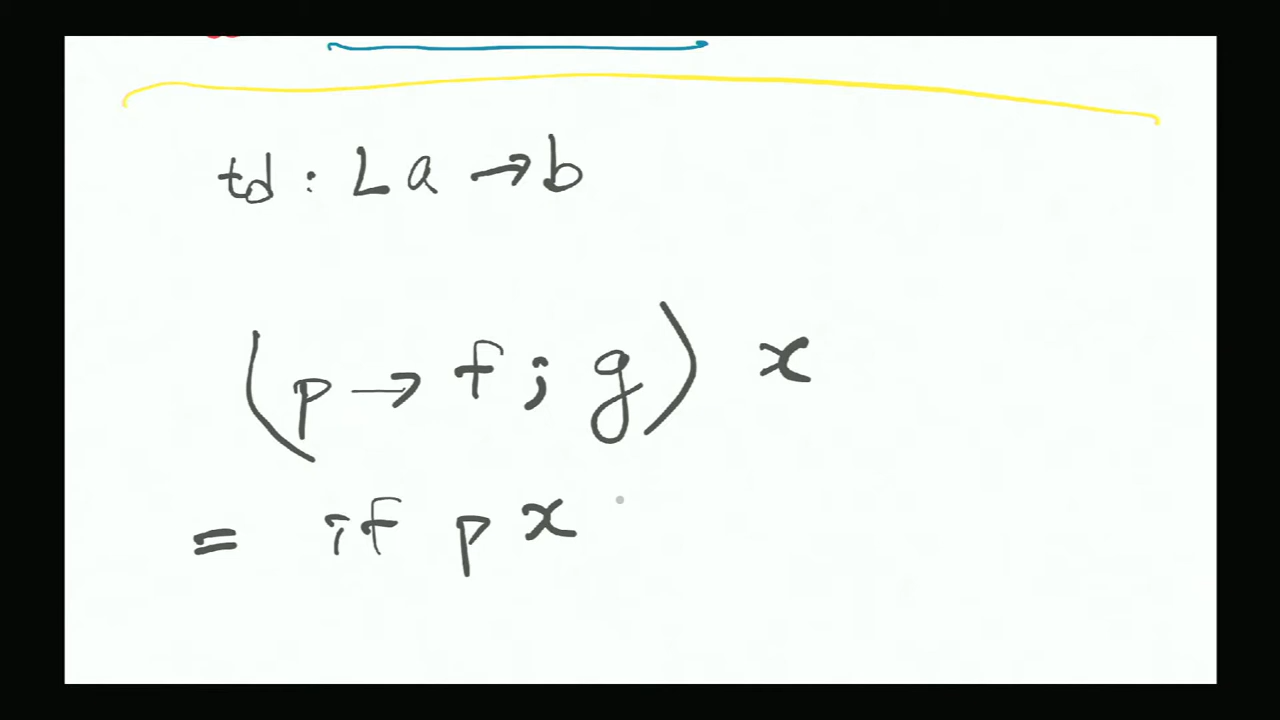 td : L a → b
(p → f ; g) x
= if p x